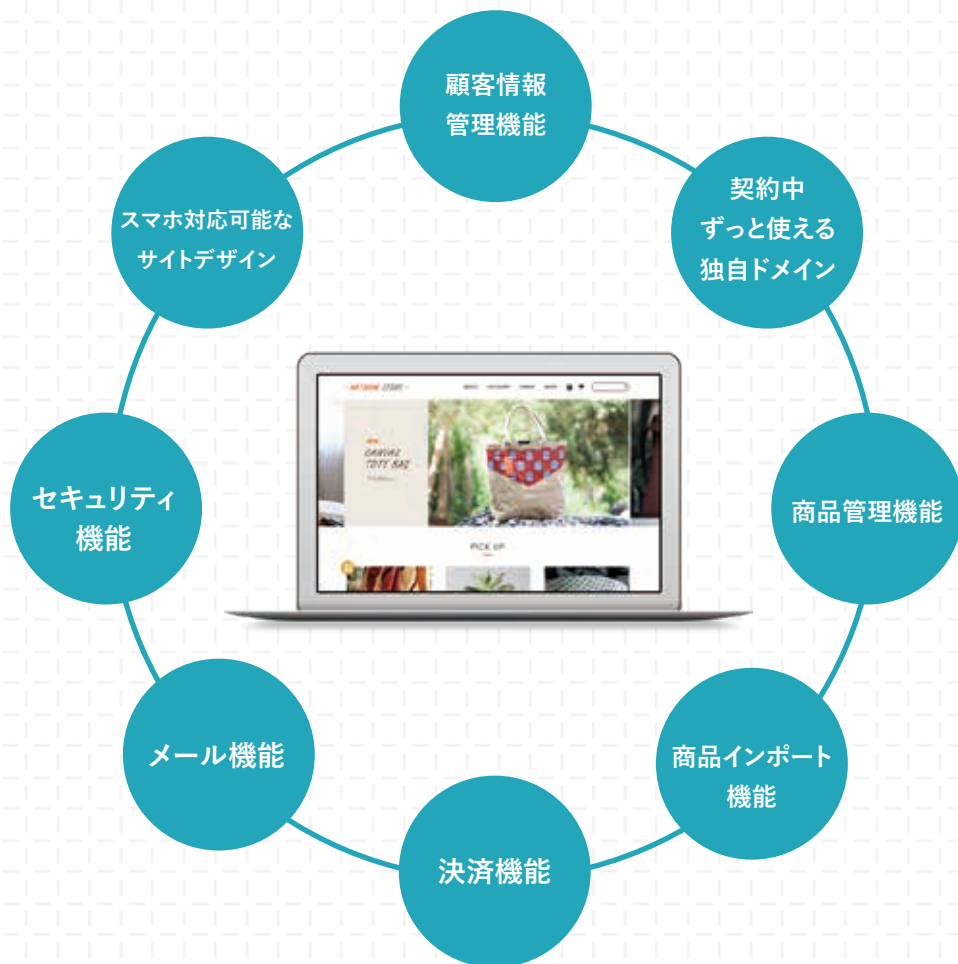 顧客情報
管理機能
契約中
ずっと使える
独自ドメイン
商品管理機能
商品インポート
機能
決済機能
メール機能
セキュリティ
機能
スマホ対応可能な
サイトデザイン
CANVAS
TOTE BAG
PICK UP